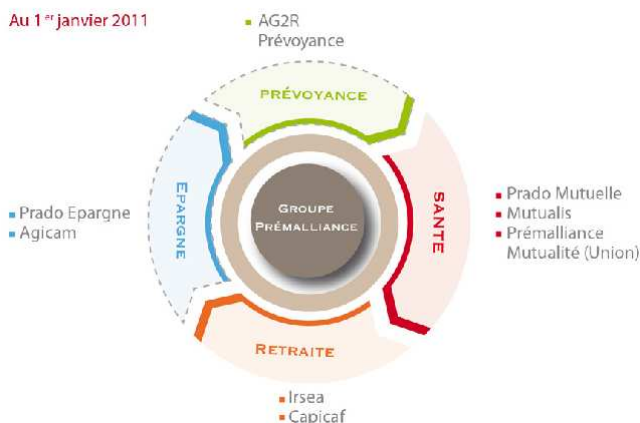 Au 1er janvier 2011
AG2R
Prévoyance
PRÉVOYANCE
EPARGNE
Prado Epargne
Agicam
GROUPE
PRÉMALLIANCE
SANTE
Prado Mutuelle
Mutualis
Prémalliance
Mutualité (Union)
RETRAITE
Irsea
Capicaf